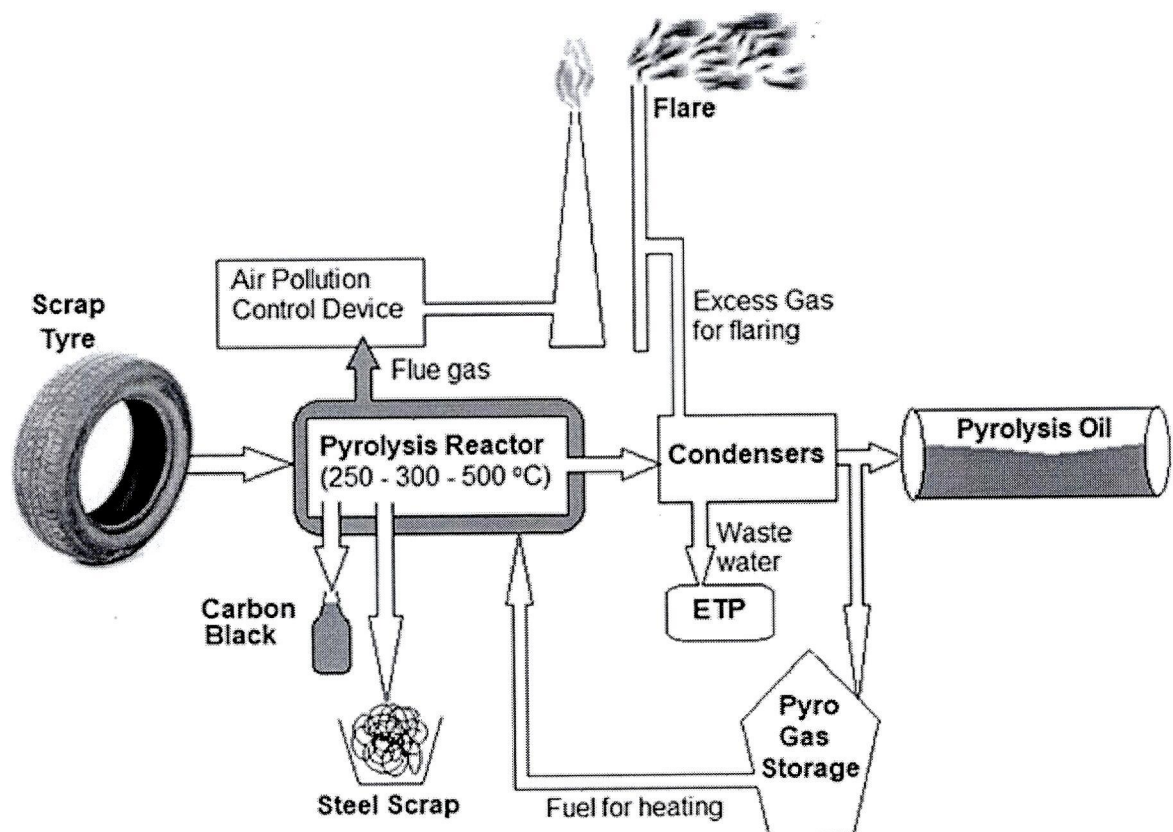 Flare
Air Pollution
Control Device
Scrap
Tyre
Excess Gas
for flaring
Flue gas
Pyrolysis Reactor
(250 - 300 - 500 ºC)
Condensers
Pyrolysis Oil
Waste
water
ETP
Carbon
Black
Pyro
Gas
Storage
Steel Scrap
Fuel for heating